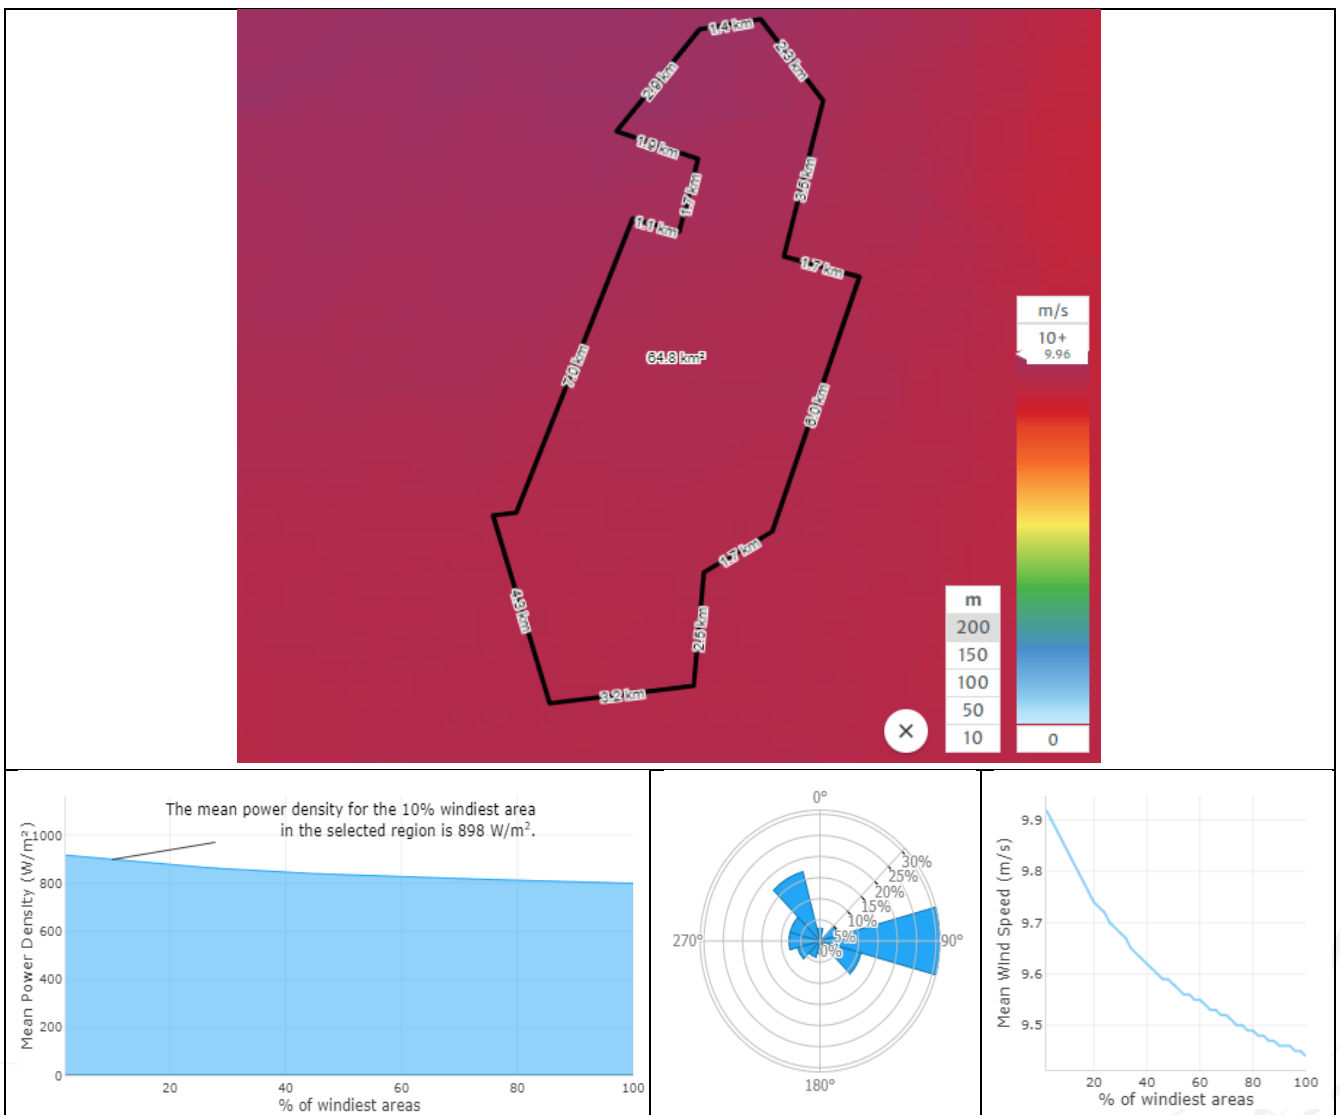 1.4 km
2.3 km
2.9 km
1.9 km
1.7 km
3.5 km
1.1 km
1.7 km
64.8 km²
7.0 km
6.0 km
1.7 km
4.3 km
2.5 km
3.2 km
m/s
10+
9.96
0
m
200
150
100
50
10
The mean power density for the 10% windiest area
in the selected region is 898 W/m².
Mean Power Density (W/m²)
1000
800
600
400
200
0
20 40 60 80 100
% of windiest areas
0°
30%
25%
20%
15%
10%
5%
0%
270°
90°
180°
Mean Wind Speed (m/s)
9.9
9.8
9.7
9.6
9.5
20 40 60 80 100
% of windiest areas